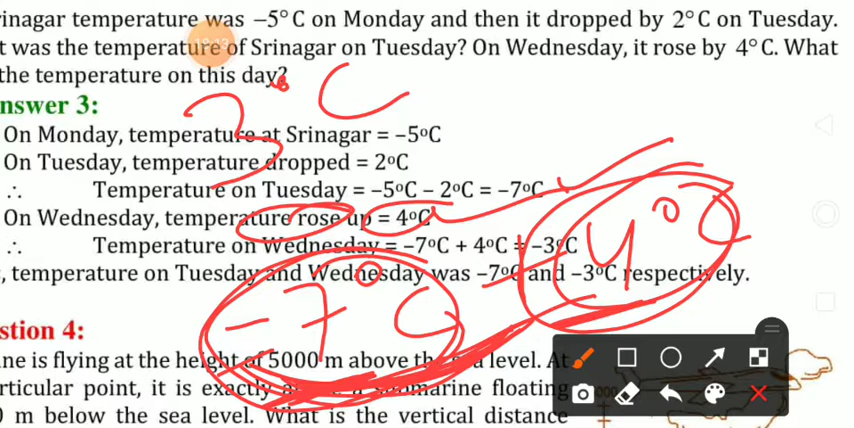 rinagar temperature was −5°C on Monday and then it dropped by 2°C on Tuesday.
t was the temperature of Srinagar on Tuesday? On Wednesday, it rose by 4°C. What
the temperature on this day?
3°C
nswer 3:
On Monday, temperature at Srinagar = −5°C
On Tuesday, temperature dropped = 2°C
∴ Temperature on Tuesday = −5°C − 2°C = −7°C
On Wednesday, temperature rose up = 4°C
∴ Temperature on Wednesday = −7°C + 4°C = −3°C
, temperature on Tuesday and Wednesday was −7°C and −3°C respectively.
−7°C 4°C
stion 4:
ne is flying at the height of 5000 m above the sea level. At
rticular point, it is exactly above a submarine floating
0 m below the sea level. What is the vertical distance